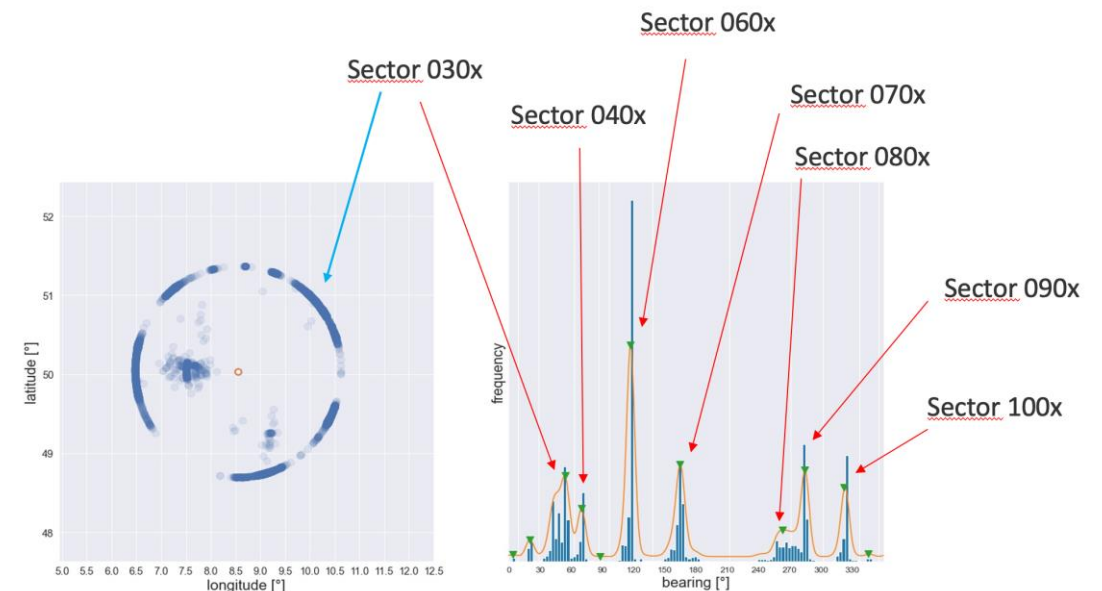 Sector 060x
Sector 030x
Sector 070x
Sector 040x
Sector 080x
Sector 090x
Sector 100x
52
51
50
49
48
latitude [°]
5.0 5.5 6.0 6.5 7.0 7.5 8.0 8.5 9.0 9.5 10.0 10.5 11.0 11.5 12.0 12.5
longitude [°]
frequency
0 30 60 90 120 150 180 210 240 270 300 330
bearing [°]